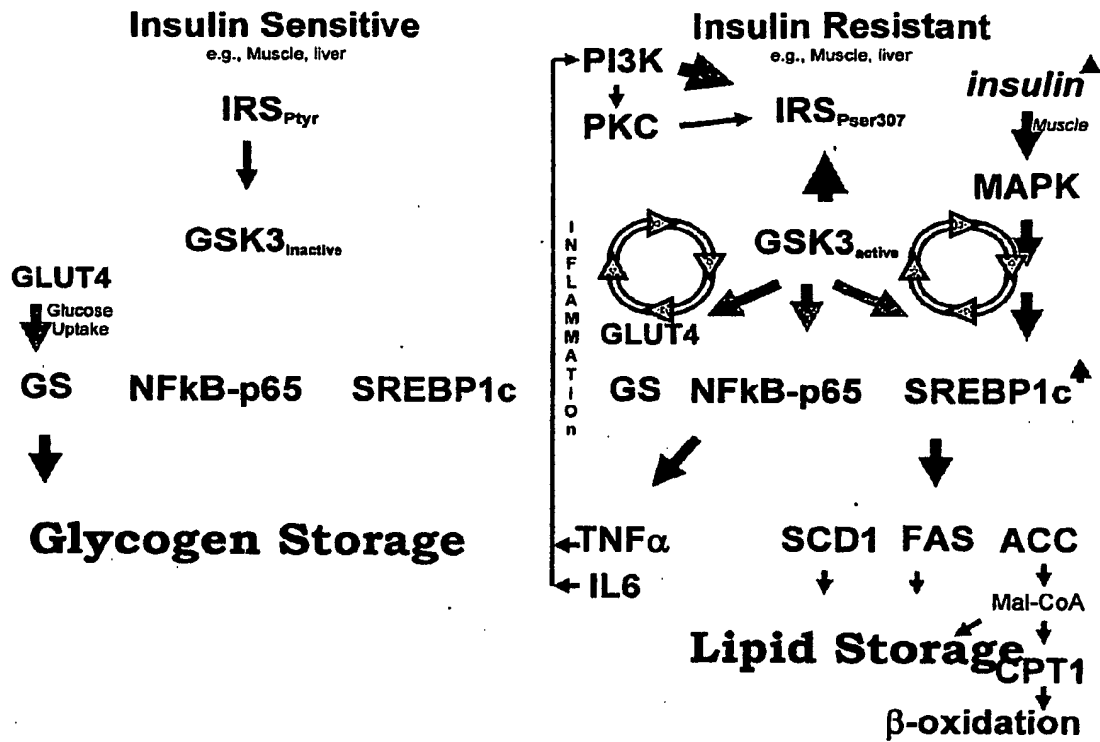 Insulin Sensitive
e.g., Muscle, liver
IRSPtyr
GSK3Inactive
GLUT4
Glucose
Uptake
GS NFkB-p65 SREBP1c
Glycogen Storage
Insulin Resistant
e.g., Muscle, liver
PI3K
PKC
IRSPser307
insulin
Muscle
MAPK
INFLAMMATIOn
GSK3active
GLUT4
GS NFkB-p65 SREBP1c
TNFα
IL6
SCD1 FAS ACC
Mal-CoA
Lipid Storage
CPT1
β-oxidation